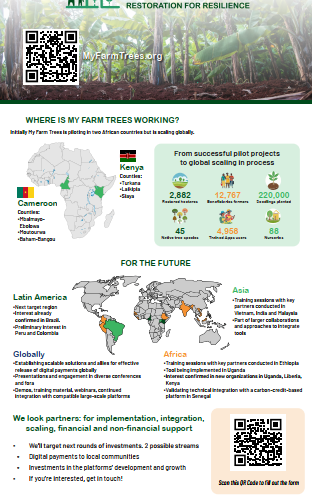 RESTORATION FOR RESILIENCE
MyFarmTrees.org
WHERE IS MY FARM TREES WORKING?
Initially My Farm Trees is piloting in two African countries but is scaling globally.
Kenya
Counties:
•Turkana
•Laikipia
•Siaya
Cameroon
Counties:
•Mbalmayo-
Ebolowa
•Moutourwa
•Baham-Bangou
From successful pilot projects
to global scaling in process
2,682
12,767
220,000
Restored hectares
Beneficiaries farmers
Seedlings planted
45
4,958
88
Native tree species
Trained Apps users
Nurseries
FOR THE FUTURE
Latin America
•Next target region
•Interest already
confirmed in Brazil.
•Preliminary interest in
Peru and Colombia
Asia
•Training sessions with key
partners conducted in
Vietnam, India and Malaysia
•Part of larger collaborations
and approaches to integrate
tools
Globally
•Establishing scalable solutions and allies for effective
release of digital payments globally
•Presentations and engagement in diverse conferences
and fora
•Demos, training material, webinars, continued
integration with compatible large-scale platforms
Africa
•Training sessions with key partners conducted in Ethiopia
•Tool being implemented in Uganda
•Interest confirmed in new organizations in Uganda, Liberia,
Kenya
•Validating technical integration with a carbon-credit-based
platform in Senegal
We look partners: for implementation, integration,
scaling, financial and non-financial support
• We'll target next rounds of investments. 2 possible streams
• Digital payments to local communities
• Investments in the platforms' development and growth
• If you're interested, get in touch!
Scan this QR Code to fill out the form